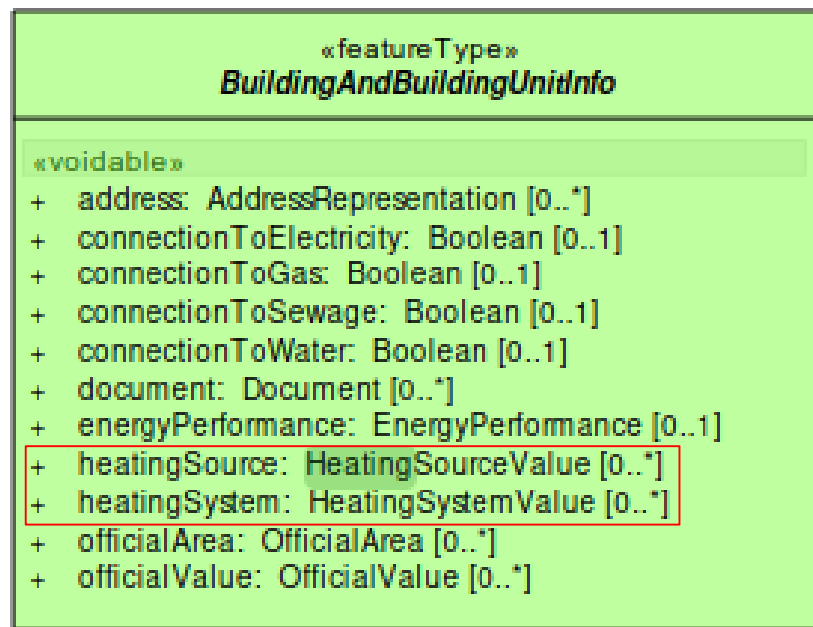 «featureType»
BuildingAndBuildingUnitInfo
«voidable»
+ address: AddressRepresentation [0..*]
+ connectionToElectricity: Boolean [0..1]
+ connectionToGas: Boolean [0..1]
+ connectionToSewage: Boolean [0..1]
+ connectionToWater: Boolean [0..1]
+ document: Document [0..*]
+ energyPerformance: EnergyPerformance [0..1]
+ heatingSource: HeatingSourceValue [0..*]
+ heatingSystem: HeatingSystemValue [0..*]
+ officialArea: OfficialArea [0..*]
+ officialValue: OfficialValue [0..*]